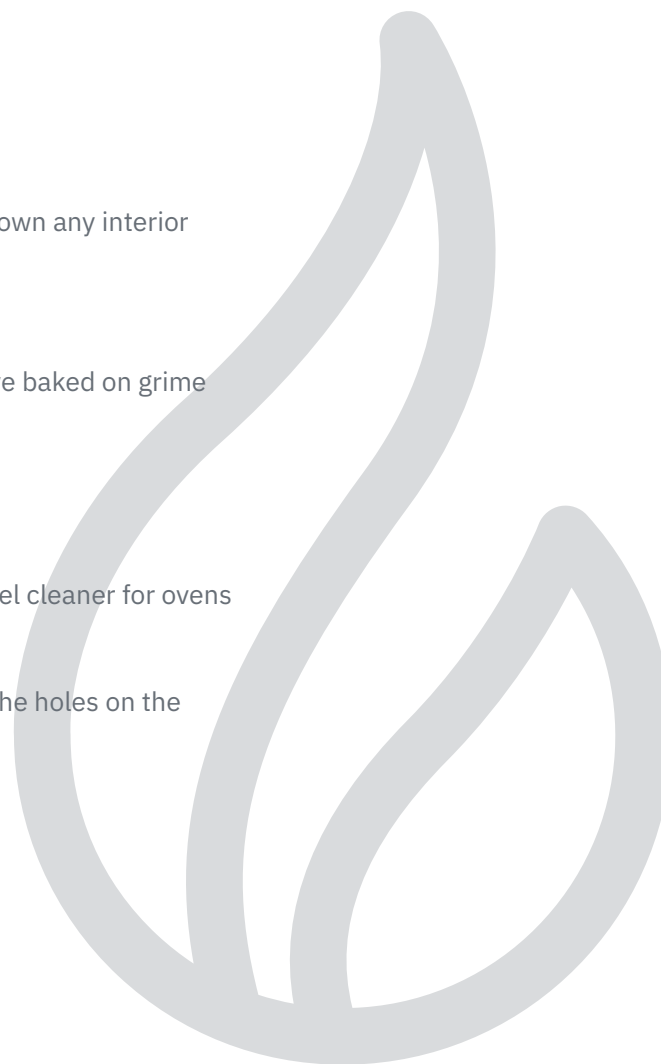 own any interior
e baked on grime
el cleaner for ovens
he holes on the